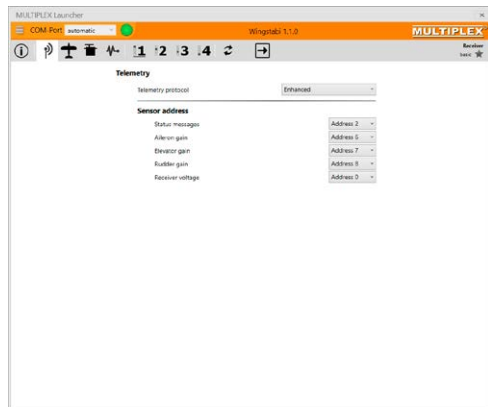 MULTIPLEX Launcher
COM-Port automatic Wingstabi 1.1.0 MULTIPLEX
1 2 3 4 Receiver
basic
Telemetry
Telemetry protocol Enhanced
Sensor address
Status messages Address 2
Aileron gain Address 6
Elevator gain Address 7
Rudder gain Address 8
Receiver voltage Address 0